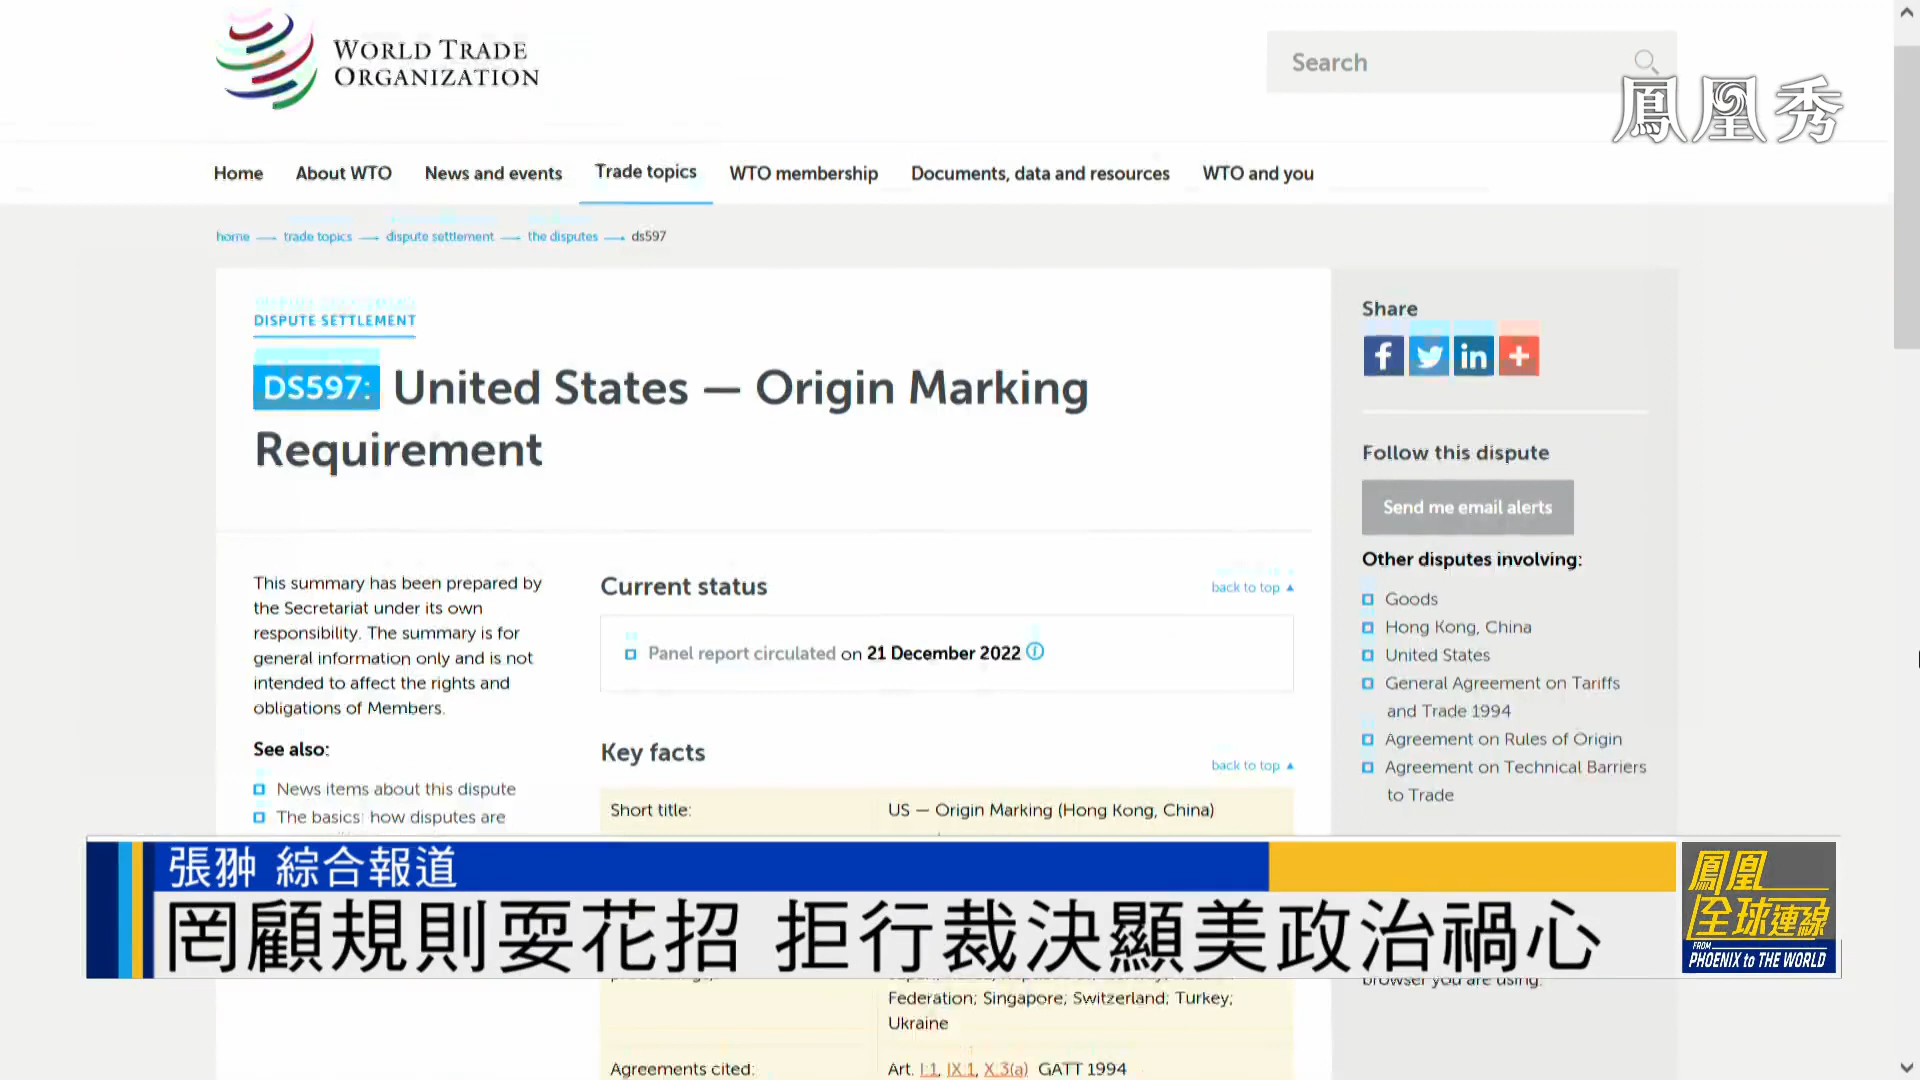 WORLD TRADE
ORGANIZATION
Search
鳳凰秀
Home About WTO News and events Trade topics WTO membership Documents, data and resources WTO and you
home trade topics dispute settlement the disputes ds597
DISPUTE SETTLEMENT
DS597: United States — Origin Marking
Requirement
This summary has been prepared by
the Secretariat under its own
responsibility. The summary is for
general information only and is not
intended to affect the rights and
obligations of Members.
See also:
News items about this dispute
The basics: how disputes are
Current status
back to top
Panel report circulated on 21 December 2022
Key facts
back to top
Short title: US — Origin Marking (Hong Kong, China)
Federation; Singapore; Switzerland; Turkey;
Ukraine
Agreements cited: Art. I:1, IX:1, X:3(a) GATT 1994
Share
Follow this dispute
Send me email alerts
Other disputes involving:
Goods
Hong Kong, China
United States
General Agreement on Tariffs
and Trade 1994
Agreement on Rules of Origin
Agreement on Technical Barriers
to Trade
browser you are using.
張翀 綜合報道
罔顧規則耍花招 拒行裁決顯美政治禍心
鳳凰
全球連線
FROM
PHOENIX to THE WORLD